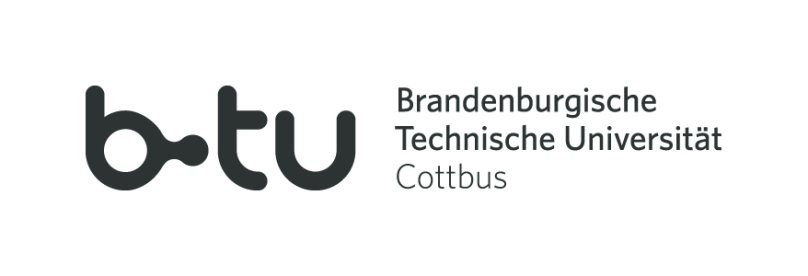 b-tu
Brandenburgische
Technische Universität
Cottbus